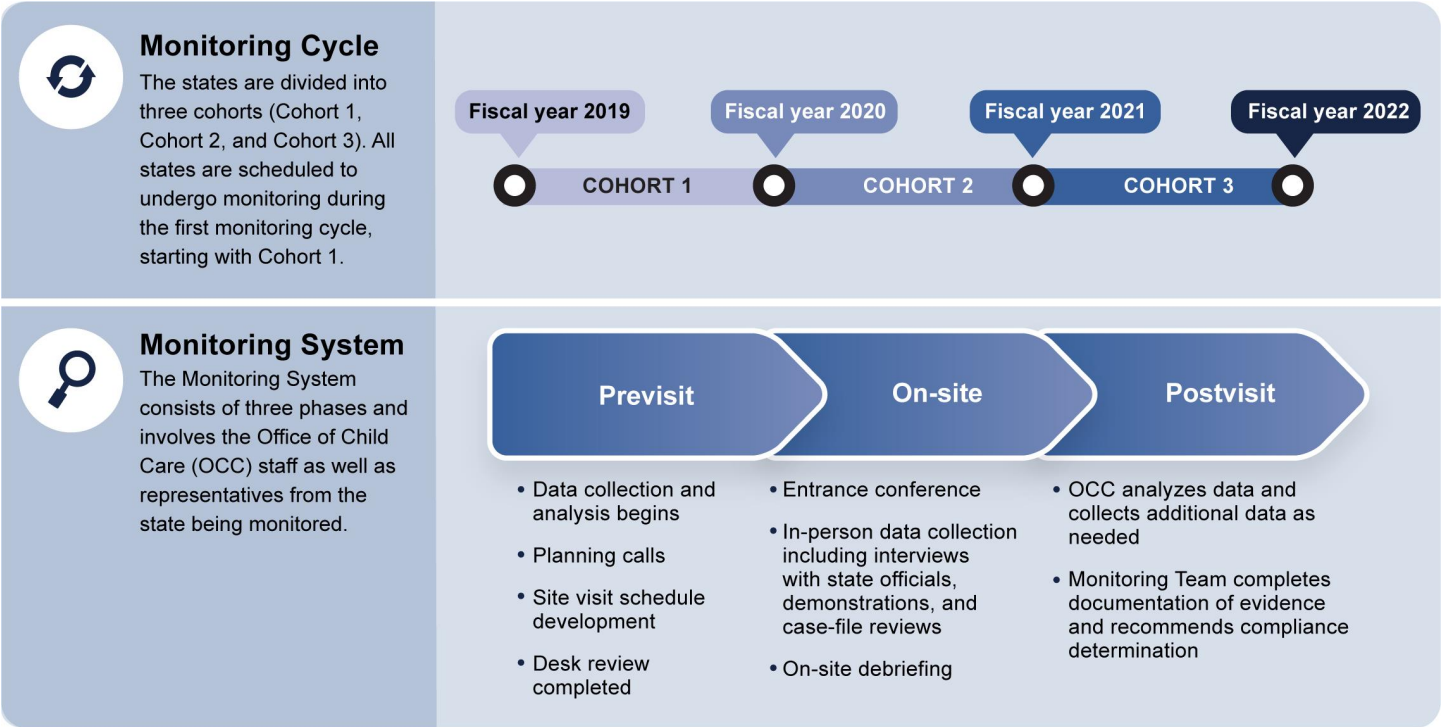 Monitoring Cycle
The states are divided into
three cohorts (Cohort 1,
Cohort 2, and Cohort 3). All
states are scheduled to
undergo monitoring during
the first monitoring cycle,
starting with Cohort 1.
Fiscal year 2019
Fiscal year 2020
Fiscal year 2021
Fiscal year 2022
COHORT 1
COHORT 2
COHORT 3
Monitoring System
The Monitoring System
consists of three phases and
involves the Office of Child
Care (OCC) staff as well as
representatives from the
state being monitored.
Previsit
• Data collection and
analysis begins
• Planning calls
• Site visit schedule
development
• Desk review
completed
On-site
• Entrance conference
• In-person data collection
including interviews
with state officials,
demonstrations, and
case-file reviews
• On-site debriefing
Postvisit
• OCC analyzes data and
collects additional data as
needed
• Monitoring Team completes
documentation of evidence
and recommends compliance
determination